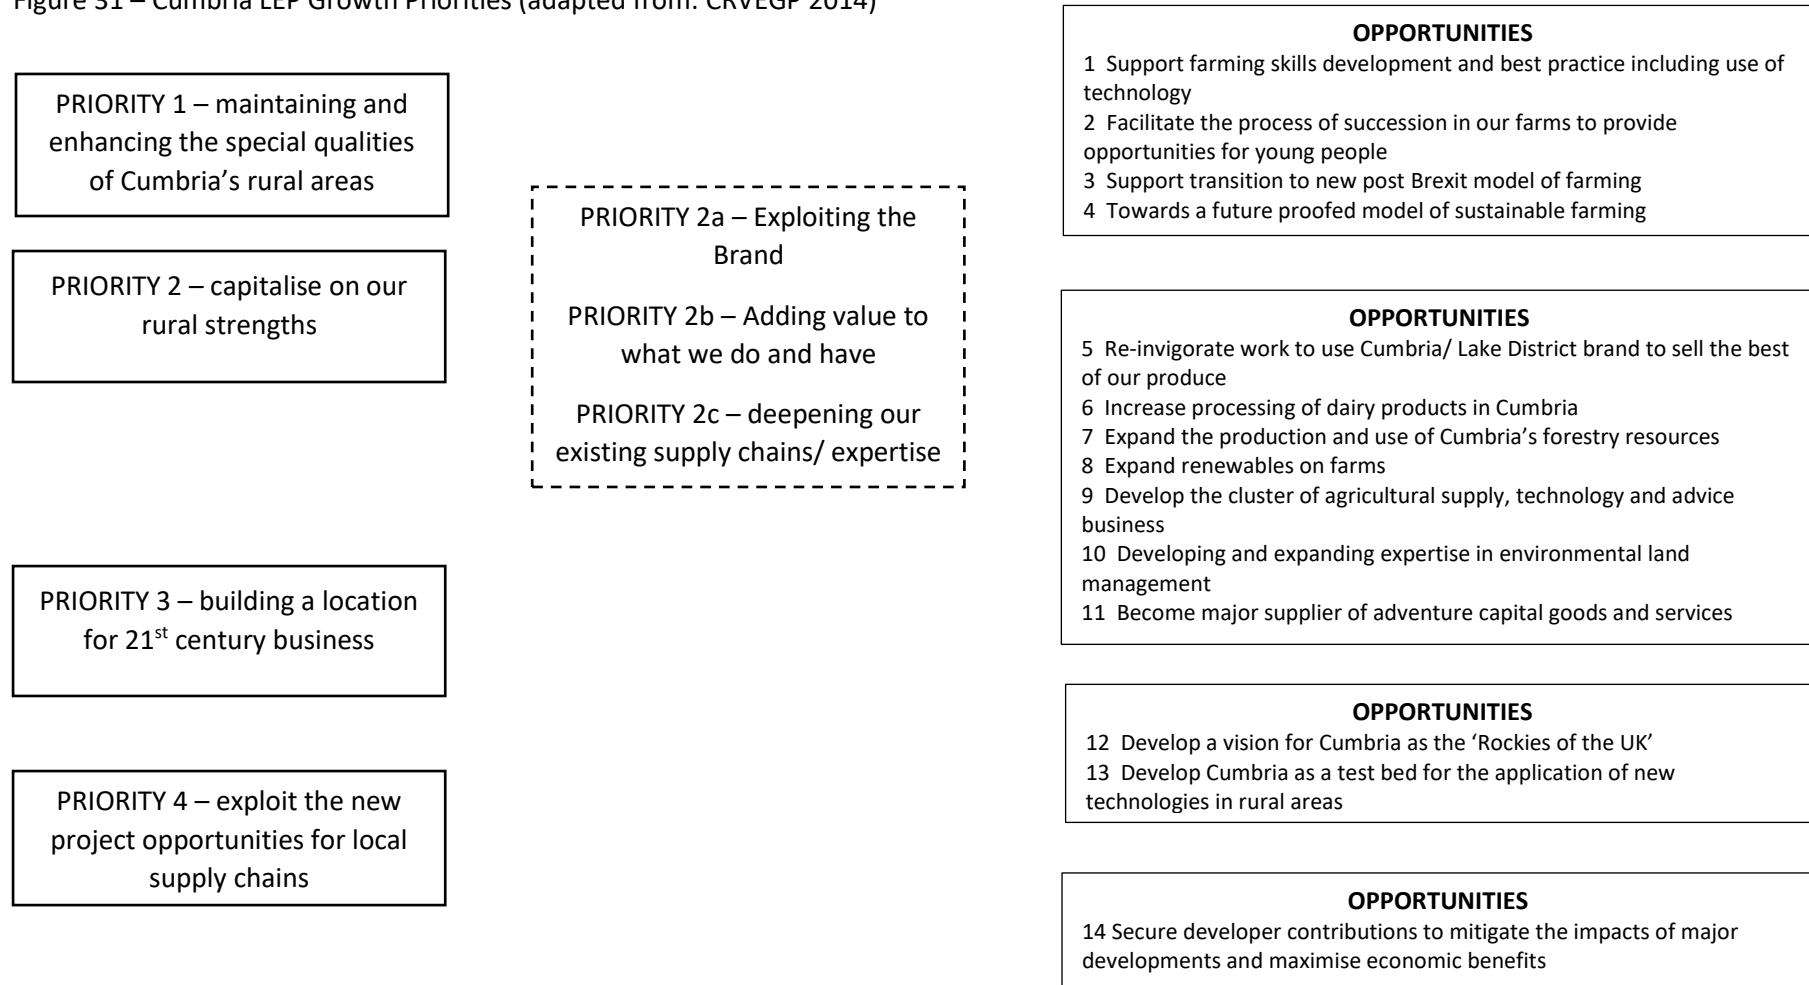 Figure 31 – Cumbria LEP Growth Priorities (adapted from: CRVEGP 2014)
PRIORITY 1 – maintaining and
enhancing the special qualities
of Cumbria’s rural areas
PRIORITY 2 – capitalise on our
rural strengths
PRIORITY 3 – building a location
for 21st century business
PRIORITY 4 – exploit the new
project opportunities for local
supply chains
PRIORITY 2a – Exploiting the
Brand
PRIORITY 2b – Adding value to
what we do and have
PRIORITY 2c – deepening our
existing supply chains/ expertise
OPPORTUNITIES
1 Support farming skills development and best practice including use of
technology
2 Facilitate the process of succession in our farms to provide
opportunities for young people
3 Support transition to new post Brexit model of farming
4 Towards a future proofed model of sustainable farming
OPPORTUNITIES
5 Re-invigorate work to use Cumbria/ Lake District brand to sell the best
of our produce
6 Increase processing of dairy products in Cumbria
7 Expand the production and use of Cumbria’s forestry resources
8 Expand renewables on farms
9 Develop the cluster of agricultural supply, technology and advice
business
10 Developing and expanding expertise in environmental land
management
11 Become major supplier of adventure capital goods and services
OPPORTUNITIES
12 Develop a vision for Cumbria as the ‘Rockies of the UK’
13 Develop Cumbria as a test bed for the application of new
technologies in rural areas
OPPORTUNITIES
14 Secure developer contributions to mitigate the impacts of major
developments and maximise economic benefits